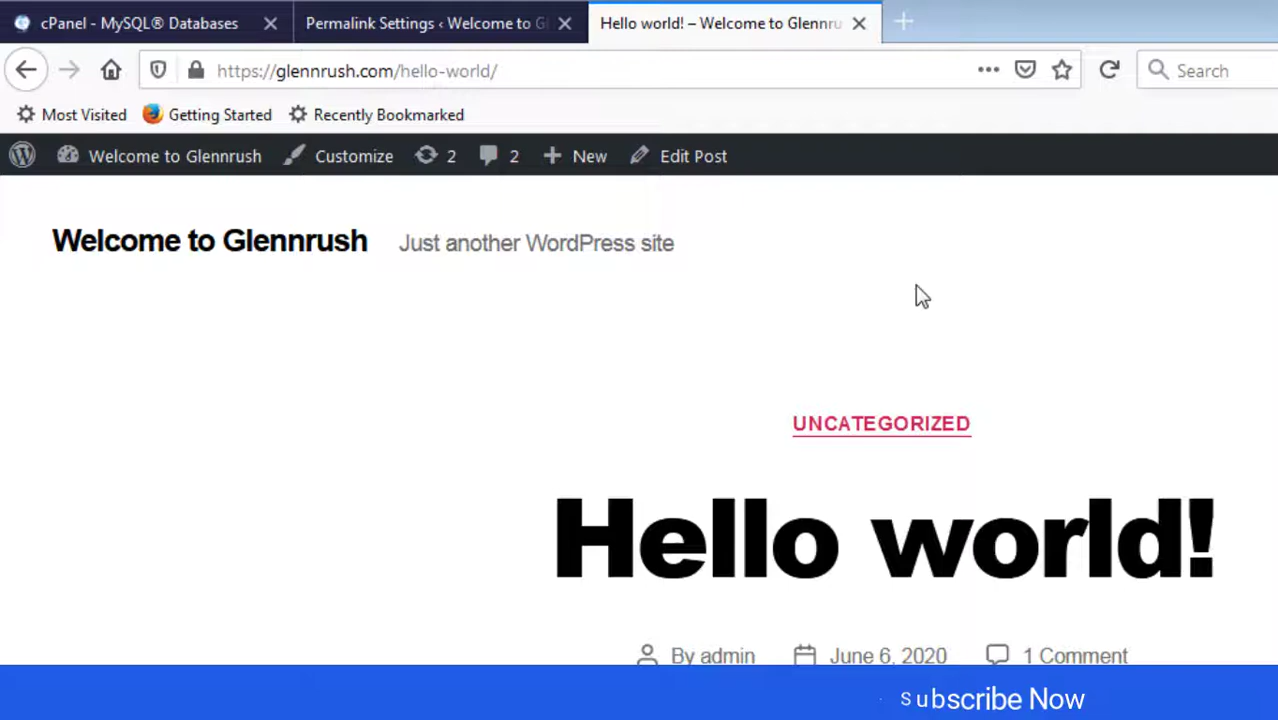 cPanel - MySQL® Databases
Permalink Settings ‹ Welcome to Gl
Hello world! – Welcome to Glennru
https://glennrush.com/hello-world/
Search
Most Visited
Getting Started
Recently Bookmarked
Welcome to Glennrush
Customize
2
2
New
Edit Post
Welcome to Glennrush
Just another WordPress site
UNCATEGORIZED
Hello world!
By admin
June 6, 2020
1 Comment
Subscribe Now